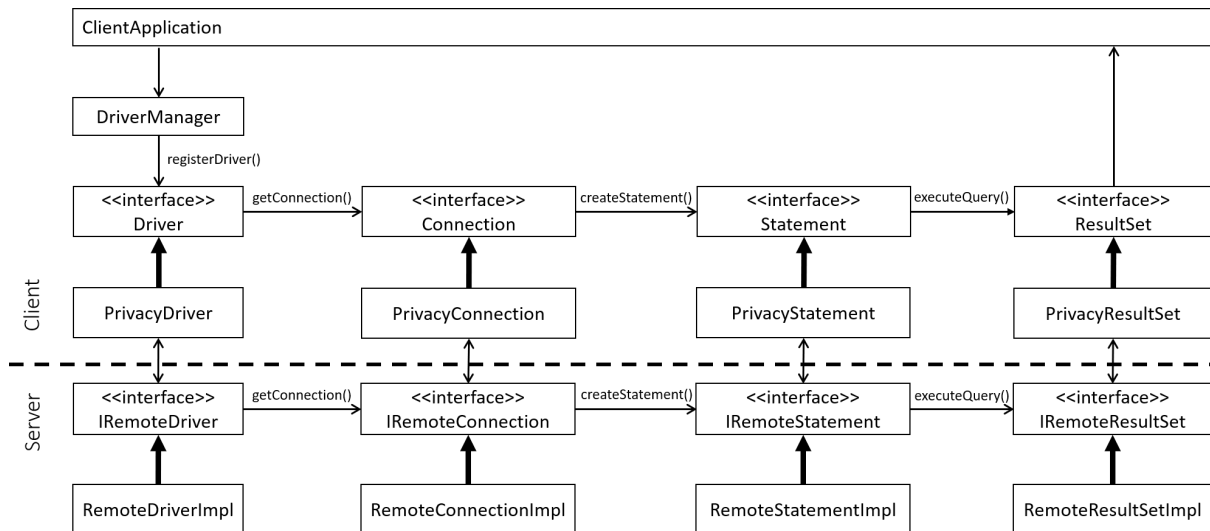 ClientApplication
DriverManager
registerDriver()
<<interface>>
Driver
getConnection()
<<interface>>
Connection
createStatement()
<<interface>>
Statement
executeQuery()
<<interface>>
ResultSet
Client
PrivacyDriver
PrivacyConnection
PrivacyStatement
PrivacyResultSet
Server
<<interface>>
IRemoteDriver
getConnection()
<<interface>>
IRemoteConnection
createStatement()
<<interface>>
IRemoteStatement
executeQuery()
<<interface>>
IRemoteResultSet
RemoteDriverImpl
RemoteConnectionImpl
RemoteStatementImpl
RemoteResultSetImpl